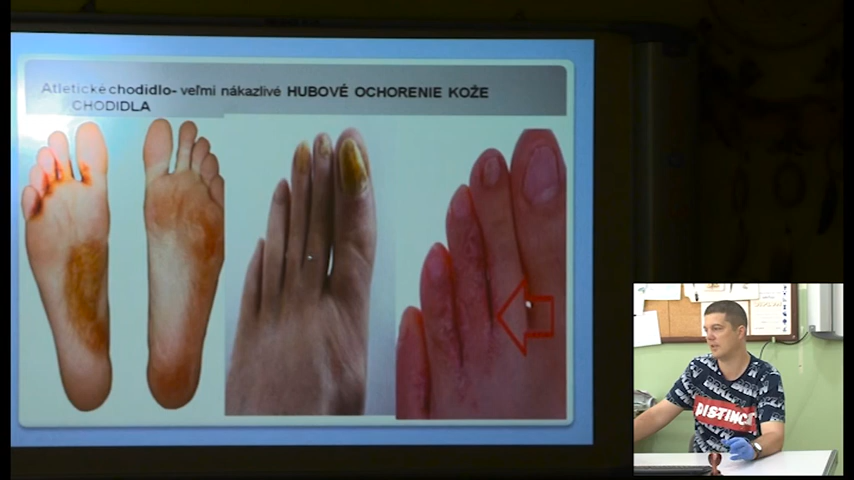 Atletické chodidlo- veľmi nákazlivé HUBOVÉ OCHORENIE KOŽE
CHODIDLA
DISTINCT